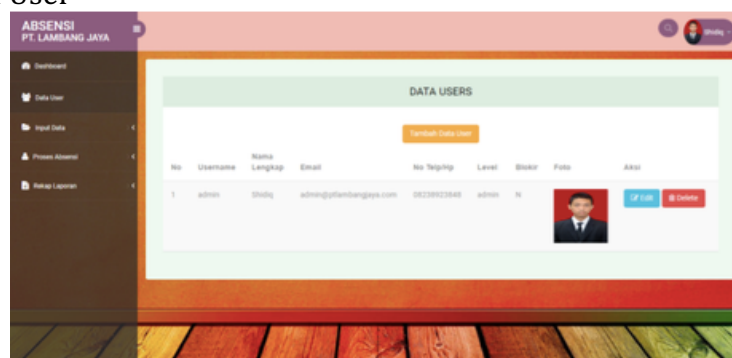 User
ABSENSI
PT. LAMBANG JAYA
Shidiq
Dashboard
Data User
Input Data
Proses Absensi
Rekap Laporan
DATA USERS
Tambah Data User
No Username Nama Lengkap Email No Telp/Hp Level Blokir Foto Aksi
1 admin Shidiq admin@ptlambangjaya.com admin N Edit Delete